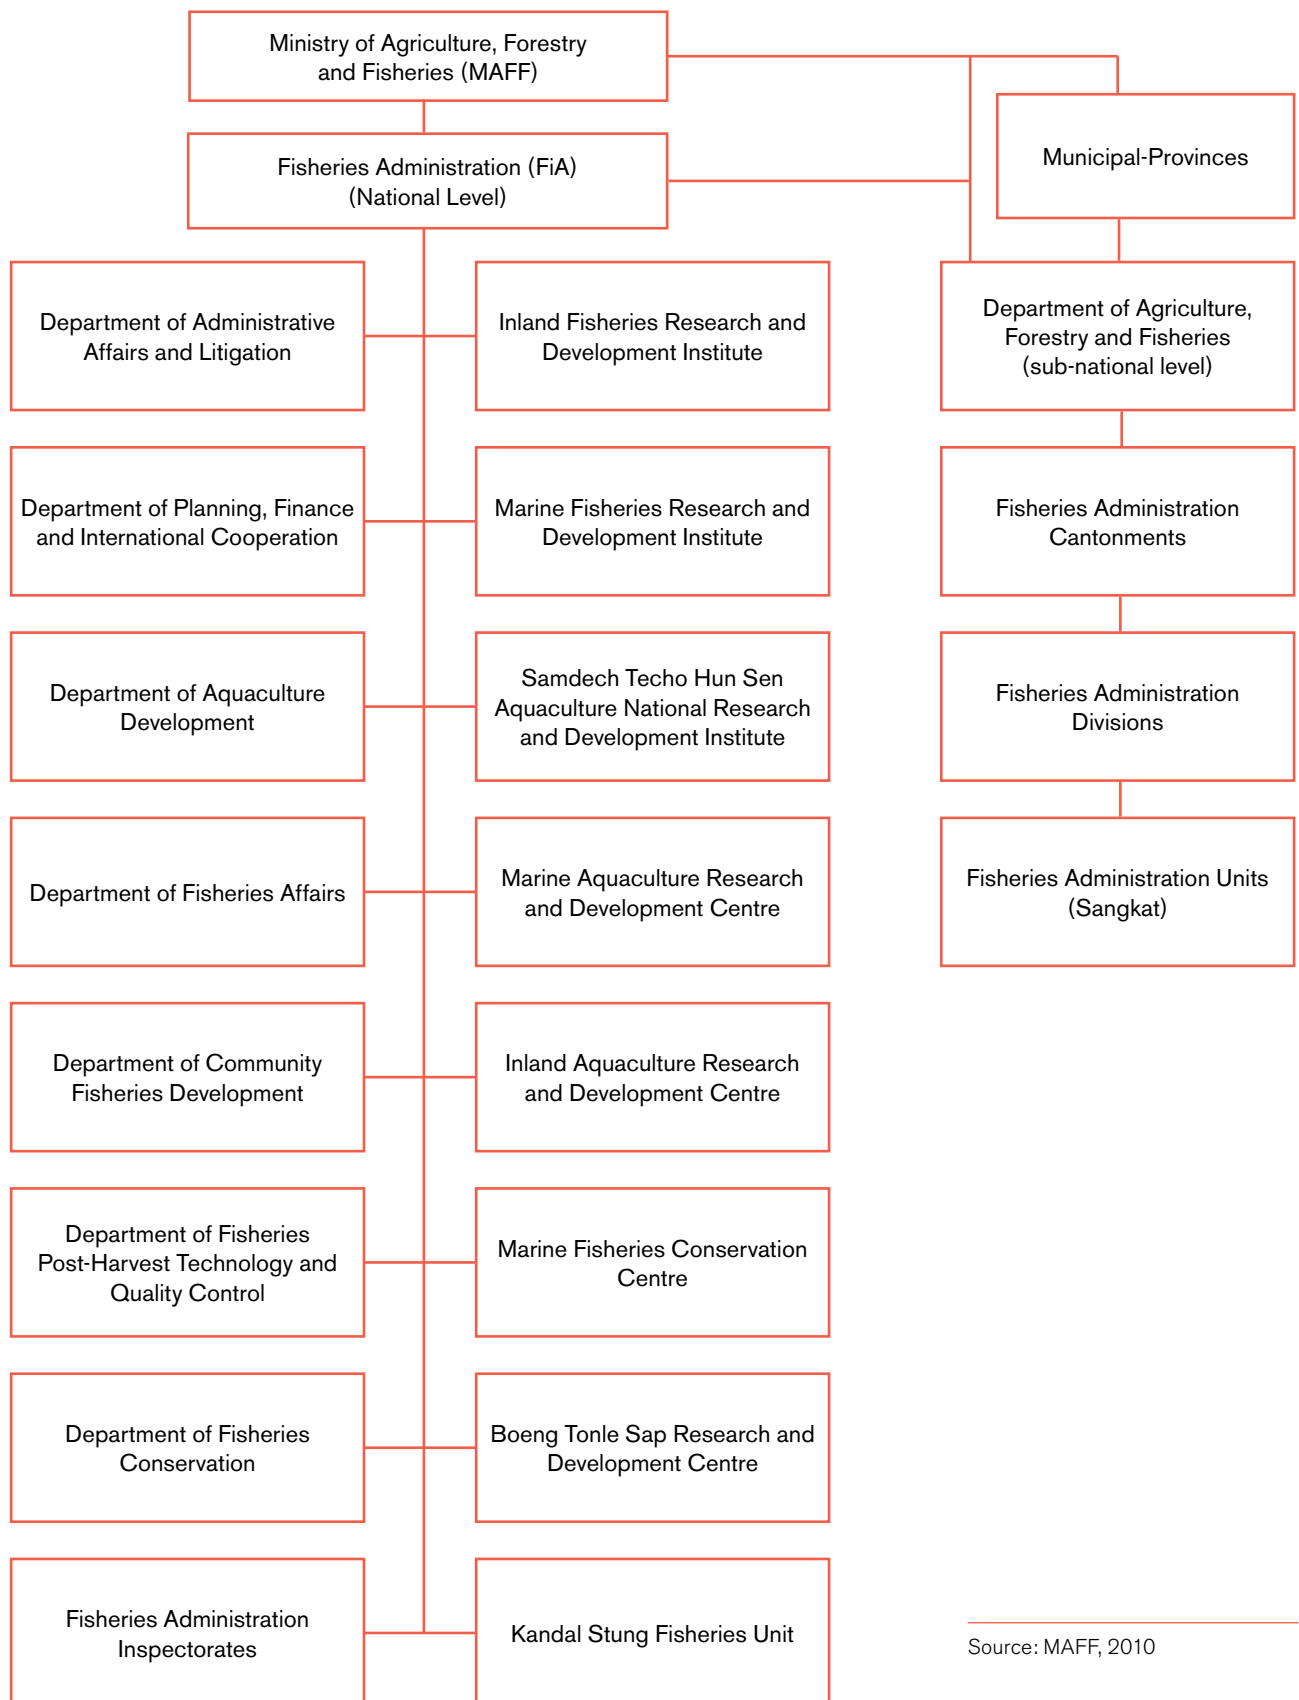 Ministry of Agriculture, Forestry
and Fisheries (MAFF)
Municipal-Provinces
Fisheries Administration (FiA)
(National Level)
Department of Administrative
Affairs and Litigation
Inland Fisheries Research and
Development Institute
Department of Agriculture,
Forestry and Fisheries
(sub-national level)
Department of Planning, Finance
and International Cooperation
Marine Fisheries Research and
Development Institute
Fisheries Administration
Cantonments
Department of Aquaculture
Development
Samdech Techo Hun Sen
Aquaculture National Research
and Development Institute
Fisheries Administration
Divisions
Department of Fisheries Affairs
Marine Aquaculture Research
and Development Centre
Fisheries Administration Units
(Sangkat)
Department of Community
Fisheries Development
Inland Aquaculture Research
and Development Centre
Department of Fisheries
Post-Harvest Technology and
Quality Control
Marine Fisheries Conservation
Centre
Department of Fisheries
Conservation
Boeng Tonle Sap Research and
Development Centre
Fisheries Administration
Inspectorates
Kandal Stung Fisheries Unit
Source: MAFF, 2010